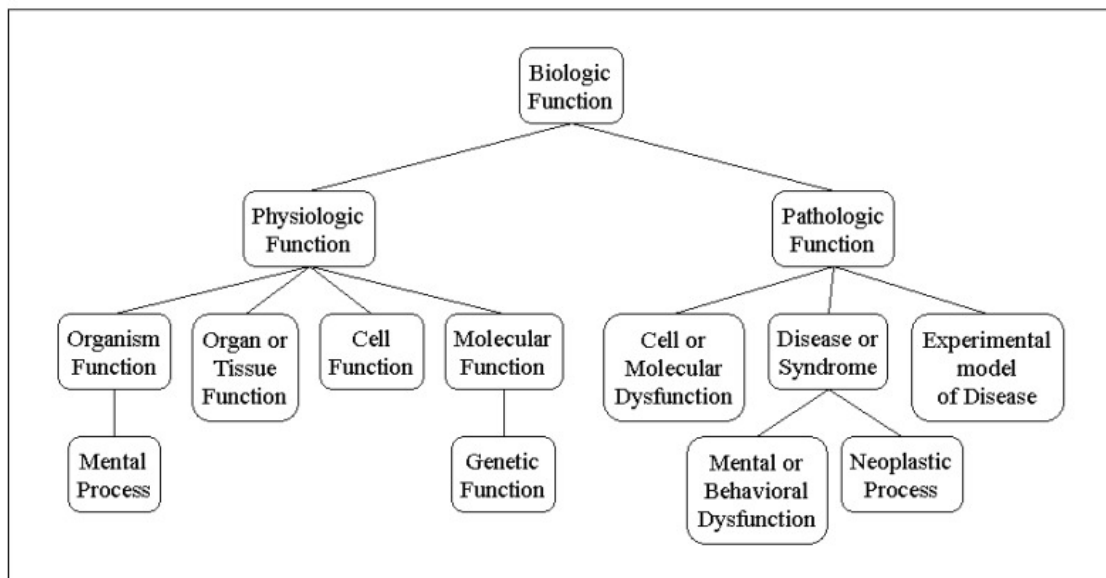 Biologic
Function
Physiologic
Function
Pathologic
Function
Organism
Function
Organ or
Tissue
Function
Cell
Function
Molecular
Function
Cell or
Molecular
Dysfunction
Disease or
Syndrome
Experimental
model
of Disease
Mental
Process
Genetic
Function
Mental or
Behavioral
Dysfunction
Neoplastic
Process